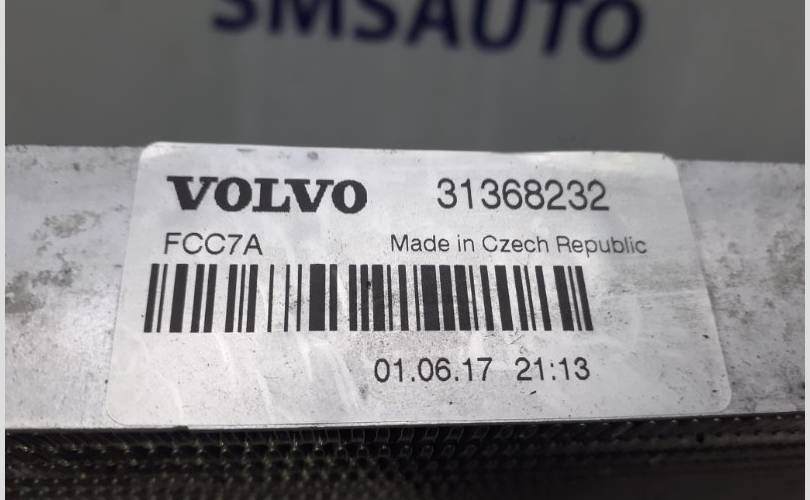 SMSAUTO
VOLVO 31368232
FCC7A Made in Czech Republic
01.06.17 21:13